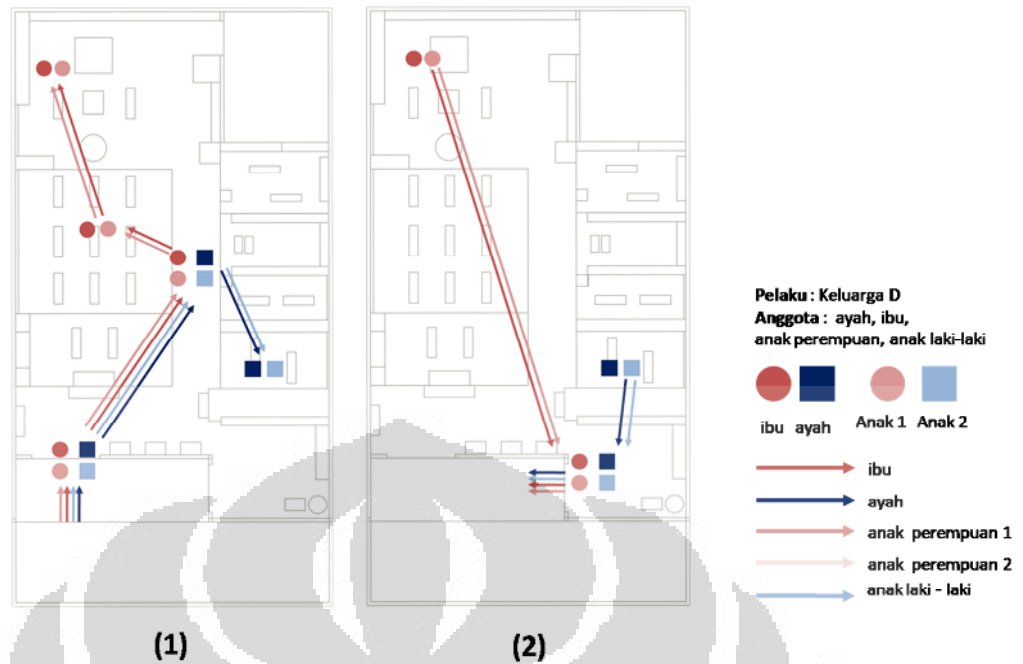 Pelaku : Keluarga D
Anggota : ayah, ibu,
anak perempuan, anak laki-laki
ibu ayah Anak 1 Anak 2
ibu
ayah
anak perempuan 1
anak perempuan 2
anak laki - laki
(1) (2)